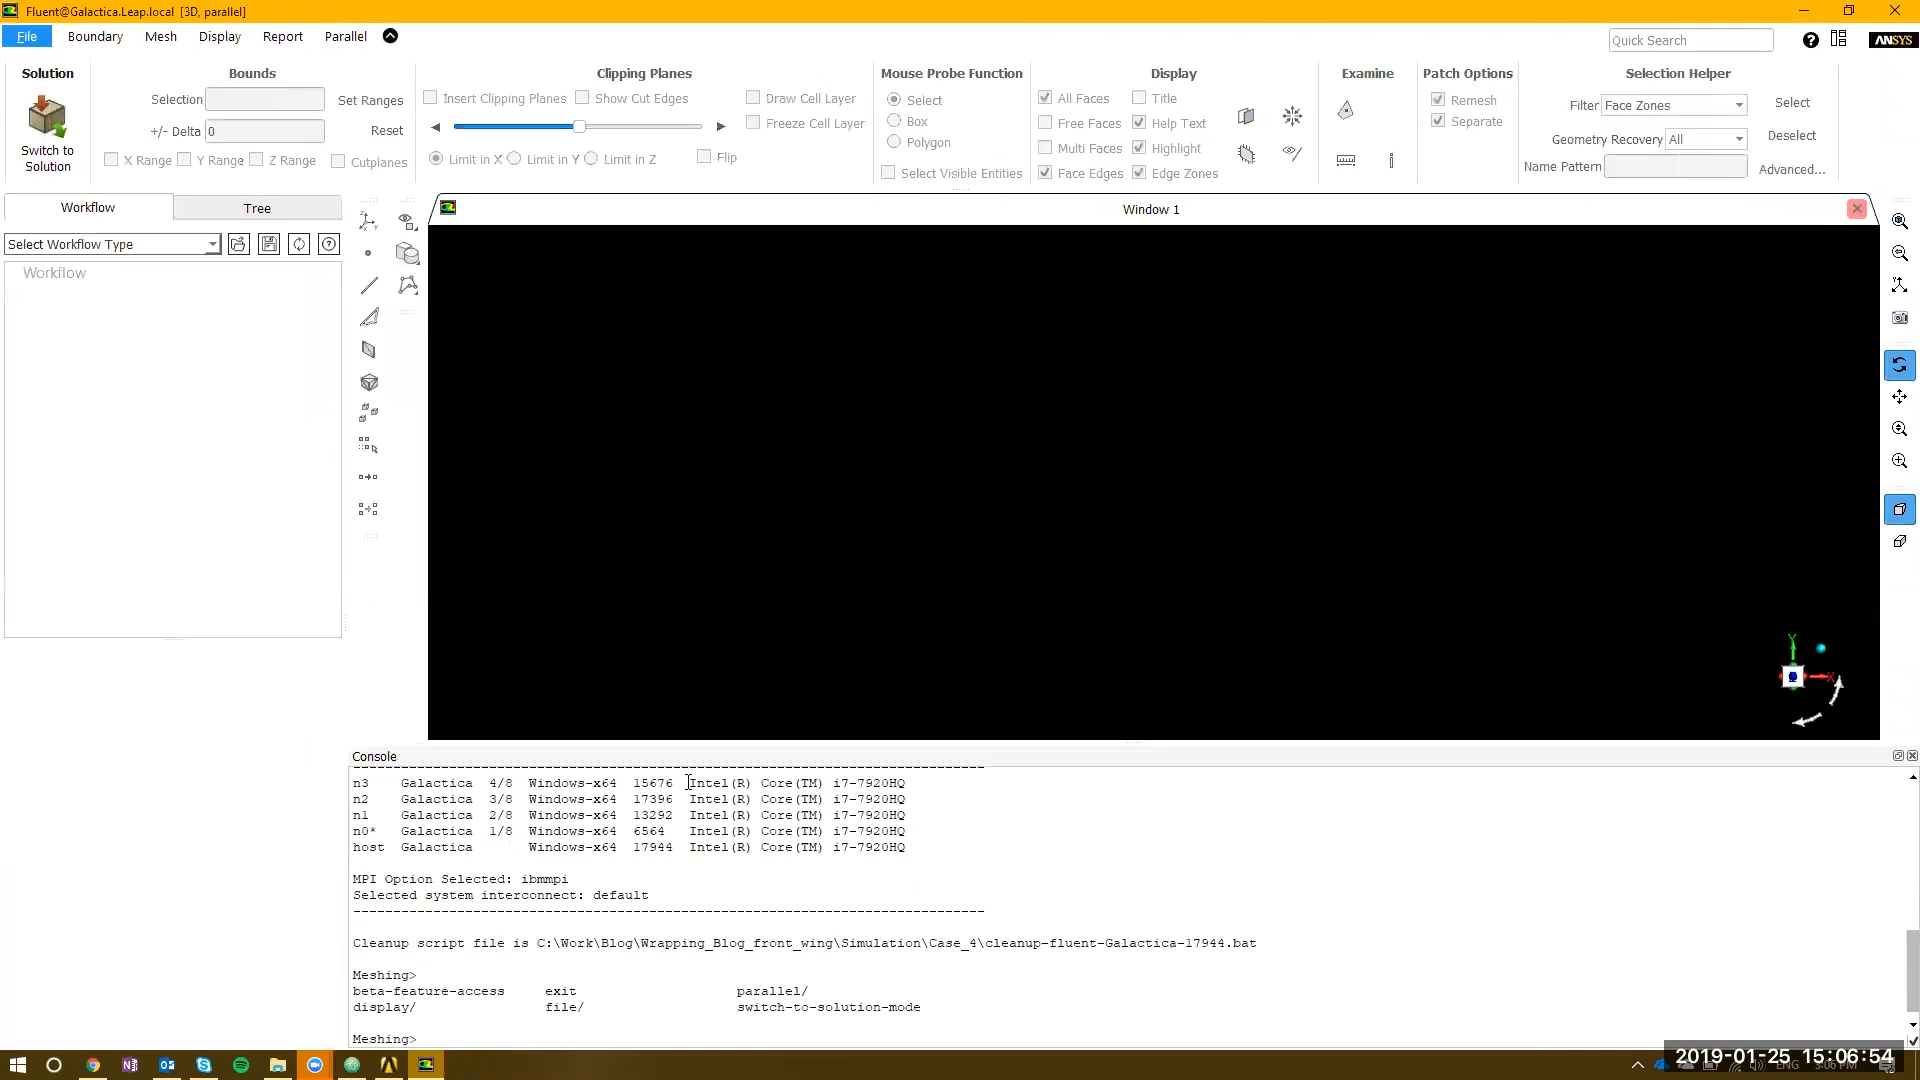 Fluent@Galactica.Leap.local [3D, parallel]
File Boundary Mesh Display Report Parallel
Quick Search
ANSYS
Solution
Switch to
Solution
Bounds
Selection Set Ranges
+/- Delta 0 Reset
X Range Y Range Z Range Cutplanes
Clipping Planes
Insert Clipping Planes Show Cut Edges Draw Cell Layer
Freeze Cell Layer
Limit in X Limit in Y Limit in Z Flip
Mouse Probe Function
Select
Box
Polygon
Select Visible Entities
Display
All Faces Title
Free Faces Help Text
Multi Faces Highlight
Face Edges Edge Zones
Examine
Patch Options
Remesh
Separate
Selection Helper
Filter Face Zones Select
Geometry Recovery All Deselect
Name Pattern Advanced...
Workflow Tree
Select Workflow Type
Workflow
Window 1
Y
X
Console
n3 Galactica 4/8 Windows-x64 15676 Intel(R) Core(TM) i7-7920HQ
n2 Galactica 3/8 Windows-x64 17396 Intel(R) Core(TM) i7-7920HQ
n1 Galactica 2/8 Windows-x64 13292 Intel(R) Core(TM) i7-7920HQ
n0* Galactica 1/8 Windows-x64 6564 Intel(R) Core(TM) i7-7920HQ
host Galactica Windows-x64 17944 Intel(R) Core(TM) i7-7920HQ
MPI Option Selected: ibmmpi
Selected system interconnect: default
--------------------------------------------------------------------------------
Cleanup script file is C:\Work\Blog\Wrapping_Blog_front_wing\Simulation\Case_4\cleanup-fluent-Galactica-17944.bat
Meshing>
beta-feature-access exit parallel/
display/ file/ switch-to-solution-mode
Meshing>
2019-01-25 15:06:54
ENG 3:06 PM